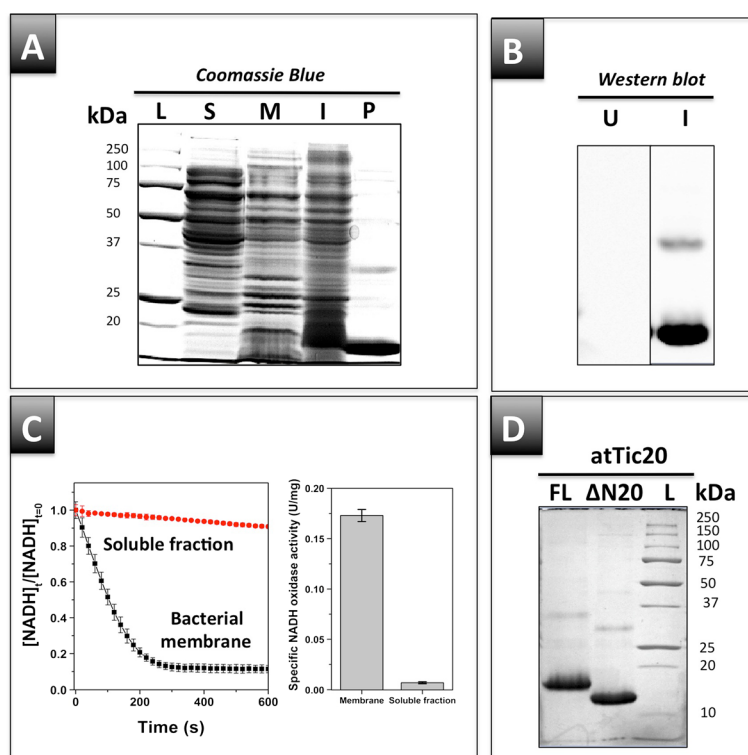 A
Coomassie Blue
kDa L S M I P
250
100
75
50
37
25
20
B
Western blot
U I
C
[NADH]t/[NADH]t=0
1.0
0.8
0.6
0.4
0.2
0.0
Soluble fraction
Bacterial
membrane
0 200 400 600
Time (s)
Specific NADH oxidase activity (U/mg)
0.20
0.15
0.10
0.05
0.00
Membrane Soluble fraction
D
atTic20
FL ΔN20 L kDa
250
150
100
75
50
37
25
20
10